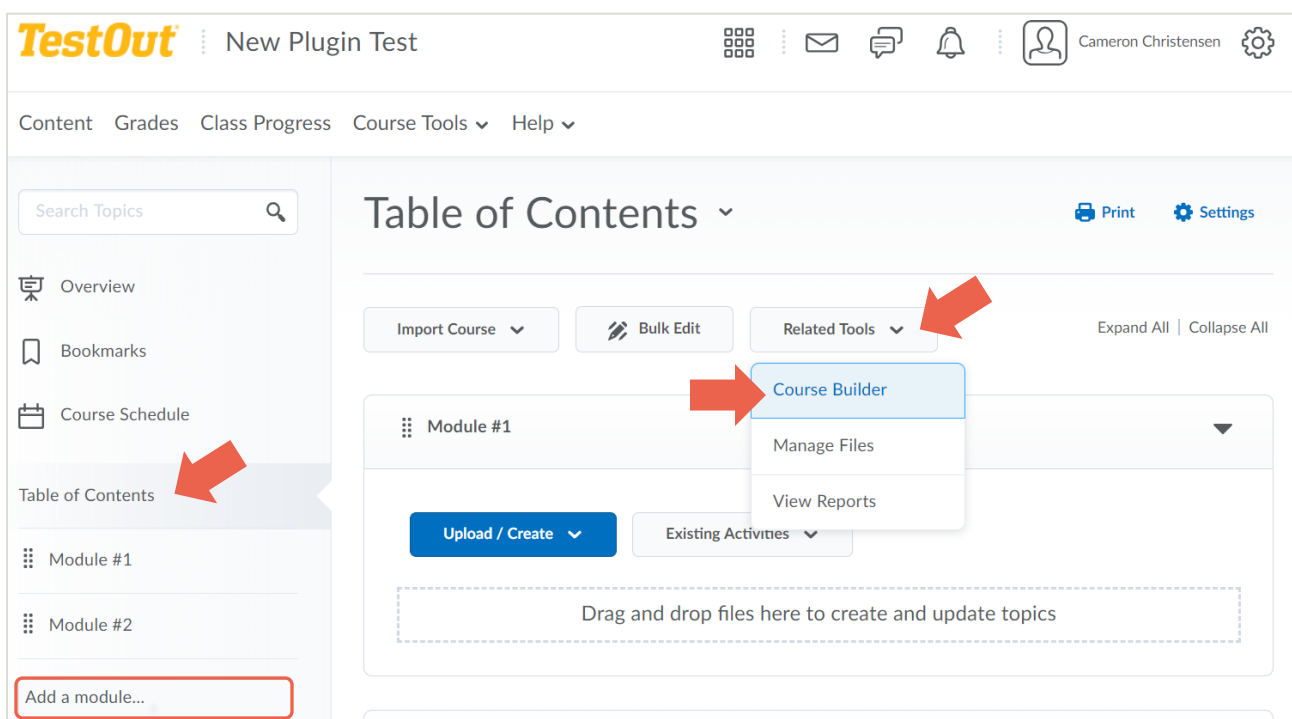 TestOut New Plugin Test Cameron Christensen
Content Grades Class Progress Course Tools Help
Search Topics
Overview
Bookmarks
Course Schedule
Table of Contents
Module #1
Module #2
Add a module...
Table of Contents
Print Settings
Import Course Bulk Edit Related Tools Expand All | Collapse All
Course Builder
Manage Files
View Reports
Module #1
Upload / Create Existing Activities
Drag and drop files here to create and update topics